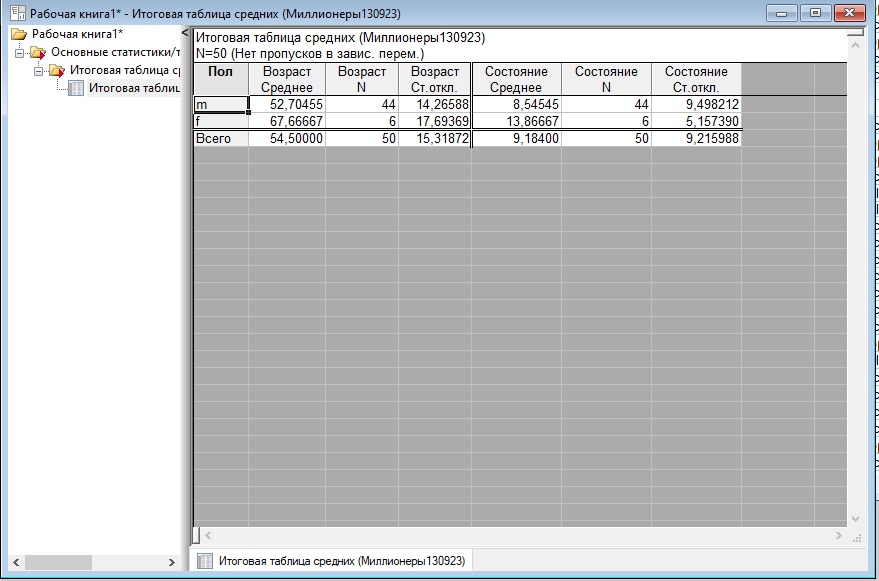 Рабочая книга1* - Итоговая таблица средних (Миллионеры130923)
Рабочая книга1*
Основные статистики/т
Итоговая таблица ср
Итоговая таблиц
Итоговая таблица средних (Миллионеры130923)
N=50 (Нет пропусков в завис. перем.)
Пол Возраст Возраст Возраст Состояние Состояние Состояние
Среднее N Ст.откл. Среднее N Ст.откл.
m 52,70455 44 14,26588 8,54545 44 9,498212
f 67,66667 6 17,69369 13,86667 6 5,157390
Всего 54,50000 50 15,31872 9,18400 50 9,215988
Итоговая таблица средних (Миллионеры130923)